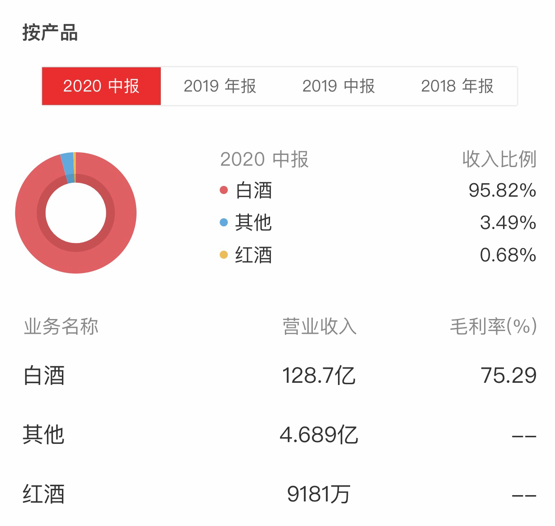 按产品
2020 中报 2019 年报 2019 中报 2018 年报
2020 中报 收入比例
白酒 95.82%
其他 3.49%
红酒 0.68%
业务名称 营业收入 毛利率(%)
白酒 128.7亿 75.29
其他 4.689亿 --
红酒 9181万 --